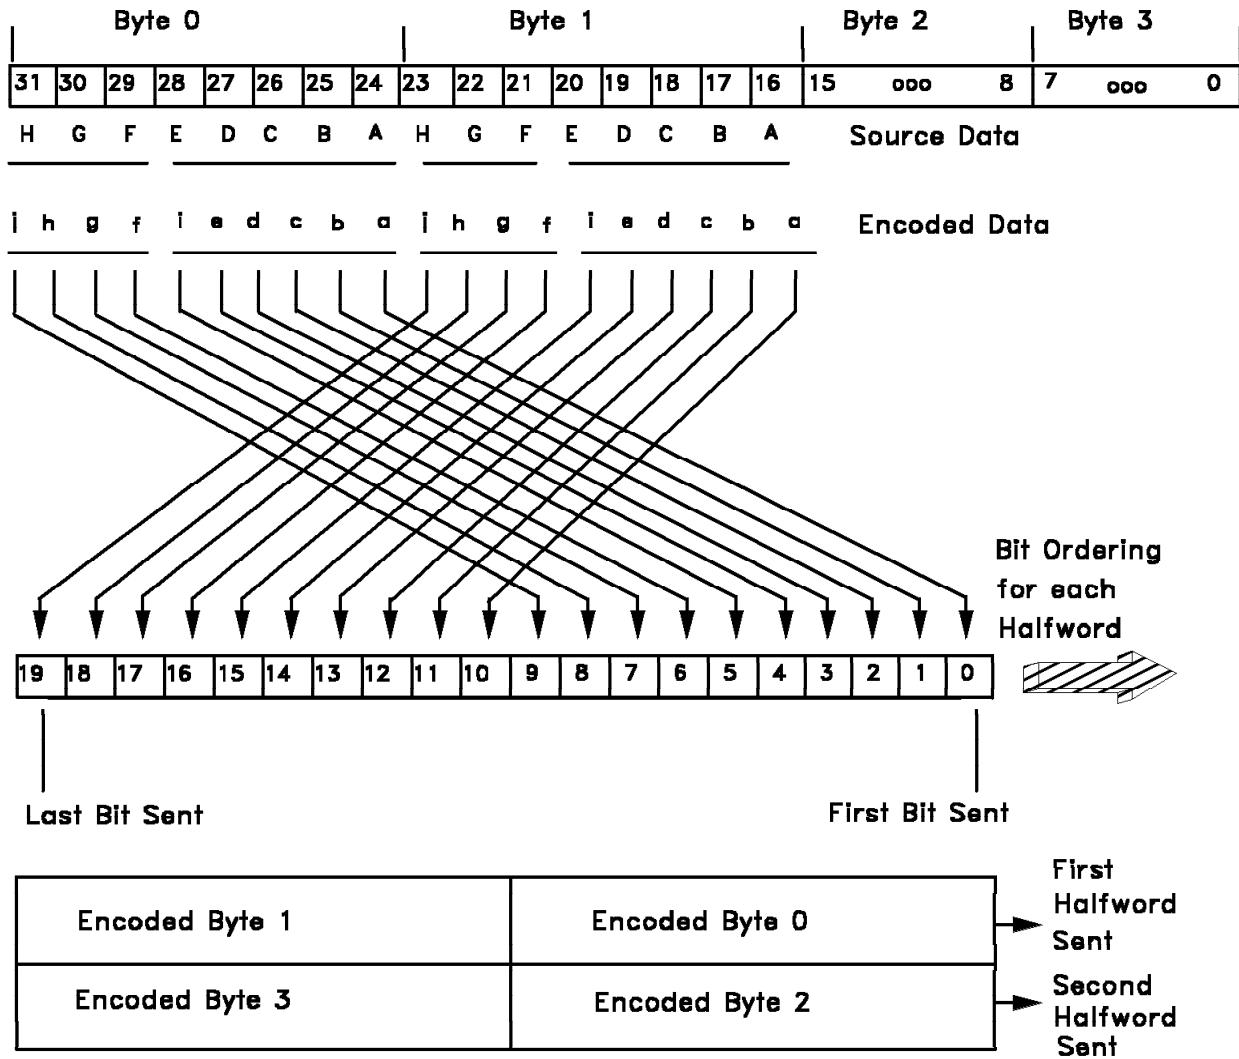 Byte 0 Byte 1 Byte 2 Byte 3
31 30 29 28 27 26 25 24 23 22 21 20 19 18 17 16 15 ooo 8 7 ooo 0
H G F E D C B A H G F E D C B A Source Data
j h g f i e d c b a j h g f i e d c b a Encoded Data
Bit Ordering
for each
Halfword
19 18 17 16 15 14 13 12 11 10 9 8 7 6 5 4 3 2 1 0
Last Bit Sent First Bit Sent
Encoded Byte 1 Encoded Byte 0
First
Halfword
Sent
Encoded Byte 3 Encoded Byte 2
Second
Halfword
Sent